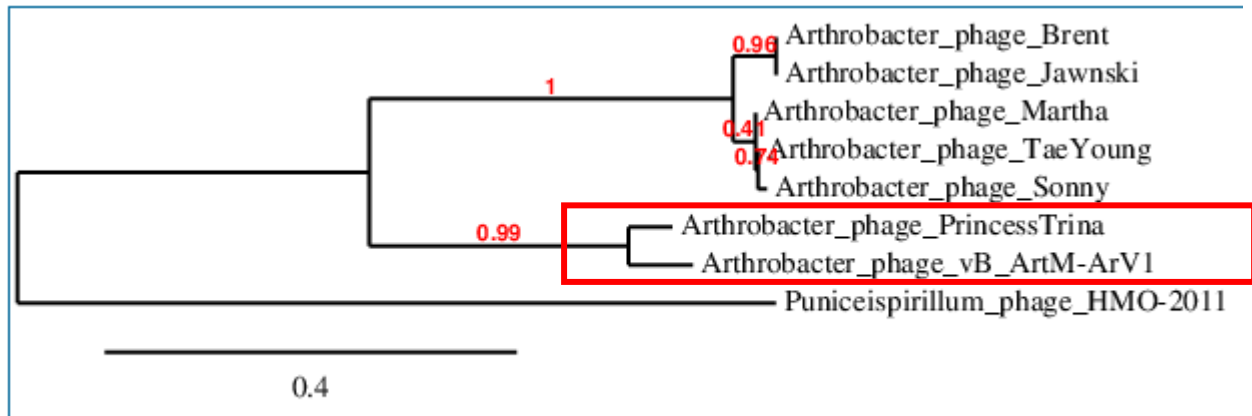 0.96
Arthrobacter_phage_Brent
Arthrobacter_phage_Jawnski
1
Arthrobacter_phage_Martha
0.41
Arthrobacter_phage_TaeYoung
0.74
Arthrobacter_phage_Sonny
Arthrobacter_phage_PrincessTrina
0.99
Arthrobacter_phage_vB_ArtM-ArV1
Puniceispirillum_phage_HMO-2011
0.4